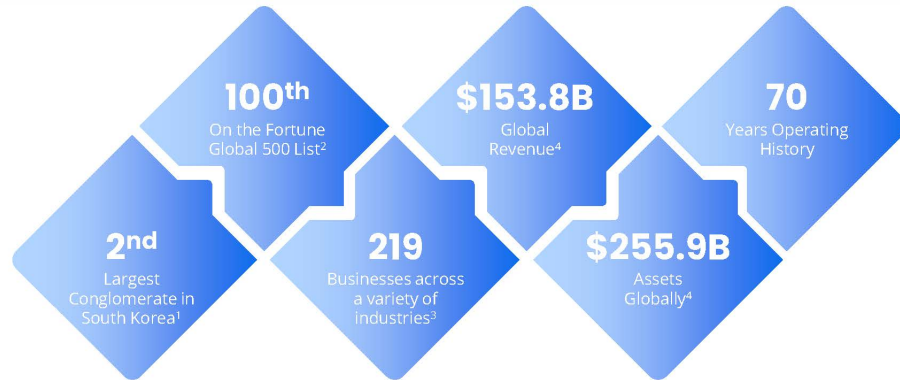 100th
On the Fortune
Global 500 List²
$153.8B
Global
Revenue⁴
70
Years Operating
History
2nd
Largest
Conglomerate in
South Korea¹
219
Businesses across
a variety of
industries³
$255.9B
Assets
Globally⁴